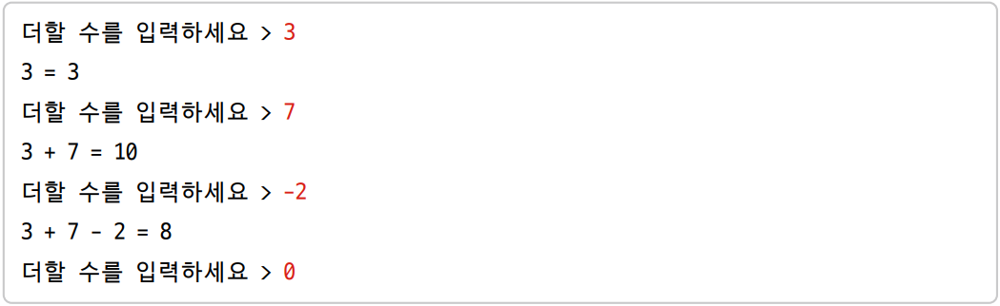 더할 수를 입력하세요 > 3
3 = 3
더할 수를 입력하세요 > 7
3 + 7 = 10
더할 수를 입력하세요 > -2
3 + 7 - 2 = 8
더할 수를 입력하세요 > 0